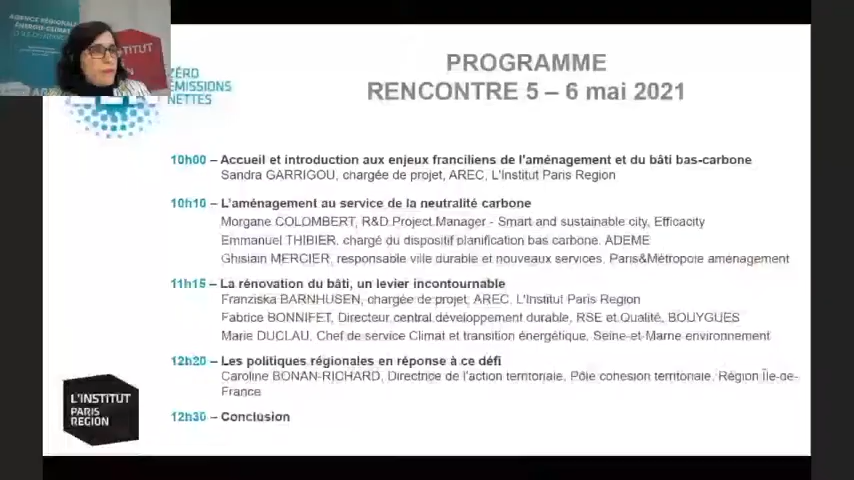 AGENCE RÉGIONALE
ÉNERGIE-CLIMAT
INSTITUT
ZÉRO
EMISSIONS
NETTES
PROGRAMME
RENCONTRE 5 – 6 mai 2021
10h00 – Accueil et introduction aux enjeux franciliens de l'aménagement et du bâti bas-carbone
Sandra GARRIGOU, chargée de projet, AREC, L'Institut Paris Region
10h10 – L'aménagement au service de la neutralité carbone
Morgane COLOMBERT, R&D Project Manager - Smart and sustainable city, Efficacity
Emmanuel THIBIER, chargé du dispositif planification bas carbone, ADEME
Ghislain MERCIER, responsable ville durable et nouveaux services, Paris&Métropole aménagement
11h15 – La rénovation du bâti, un levier incontournable
Franziska BARNHUSEN, chargée de projet, AREC, L'Institut Paris Region
Fabrice BONNIFET, Directeur central développement durable, RSE et Qualité, BOUYGUES
Marie DUCLAU, Chef de service Climat et transition énergétique, Seine-et-Marne environnement
12h20 – Les politiques régionales en réponse à ce défi
Caroline BONAN-RICHARD, Directrice de l'action territoriale, Pôle cohesion territoriale, Région Île-de-
France
12h30 – Conclusion
L'INSTITUT
PARIS
REGION